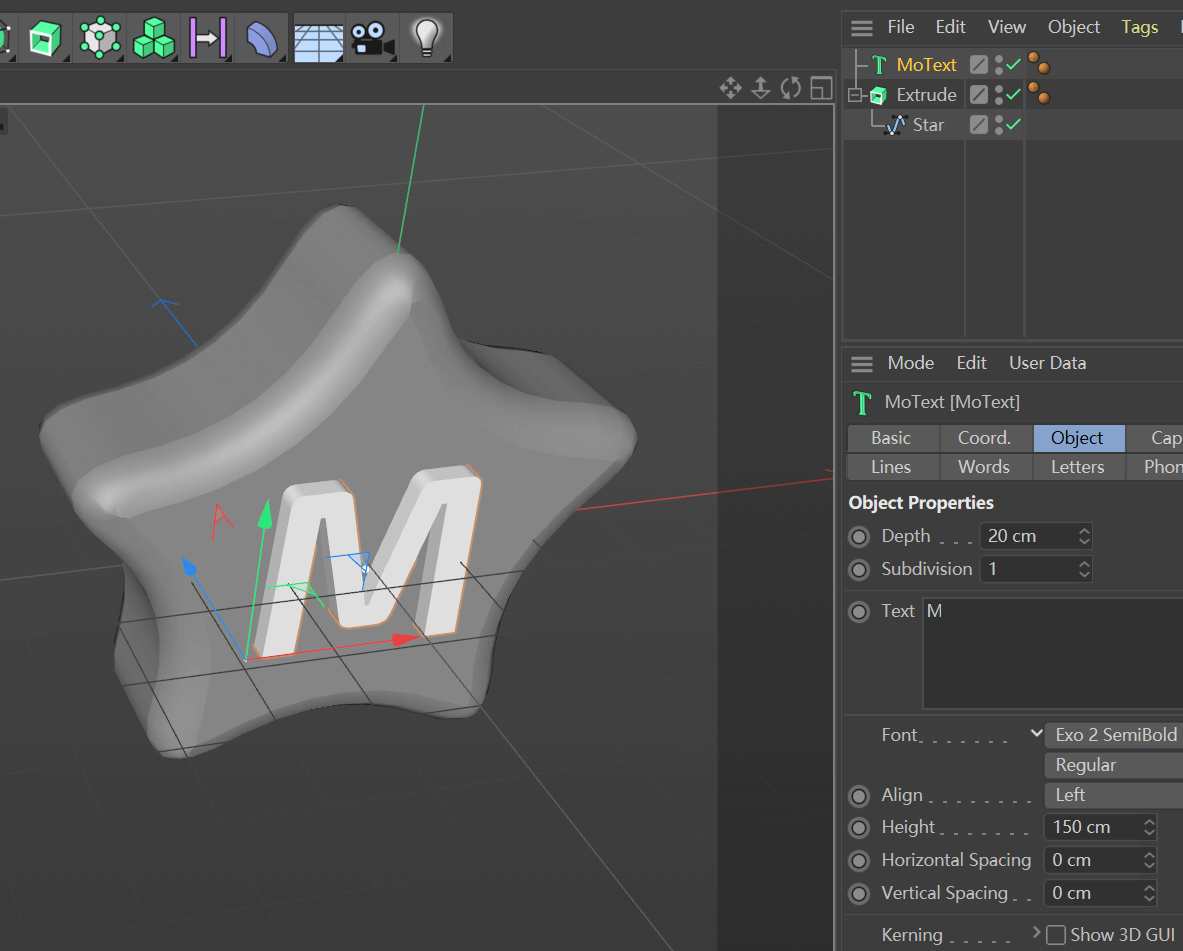 File Edit View Object Tags
MoText
Extrude
Star
Mode Edit User Data
MoText [MoText]
Basic Coord. Object Cap
Lines Words Letters Phon
Object Properties
Depth 20 cm
Subdivision 1
Text M
Font Exo 2 SemiBold
Regular
Align Left
Height 150 cm
Horizontal Spacing 0 cm
Vertical Spacing 0 cm
Kerning Show 3D GUI
M